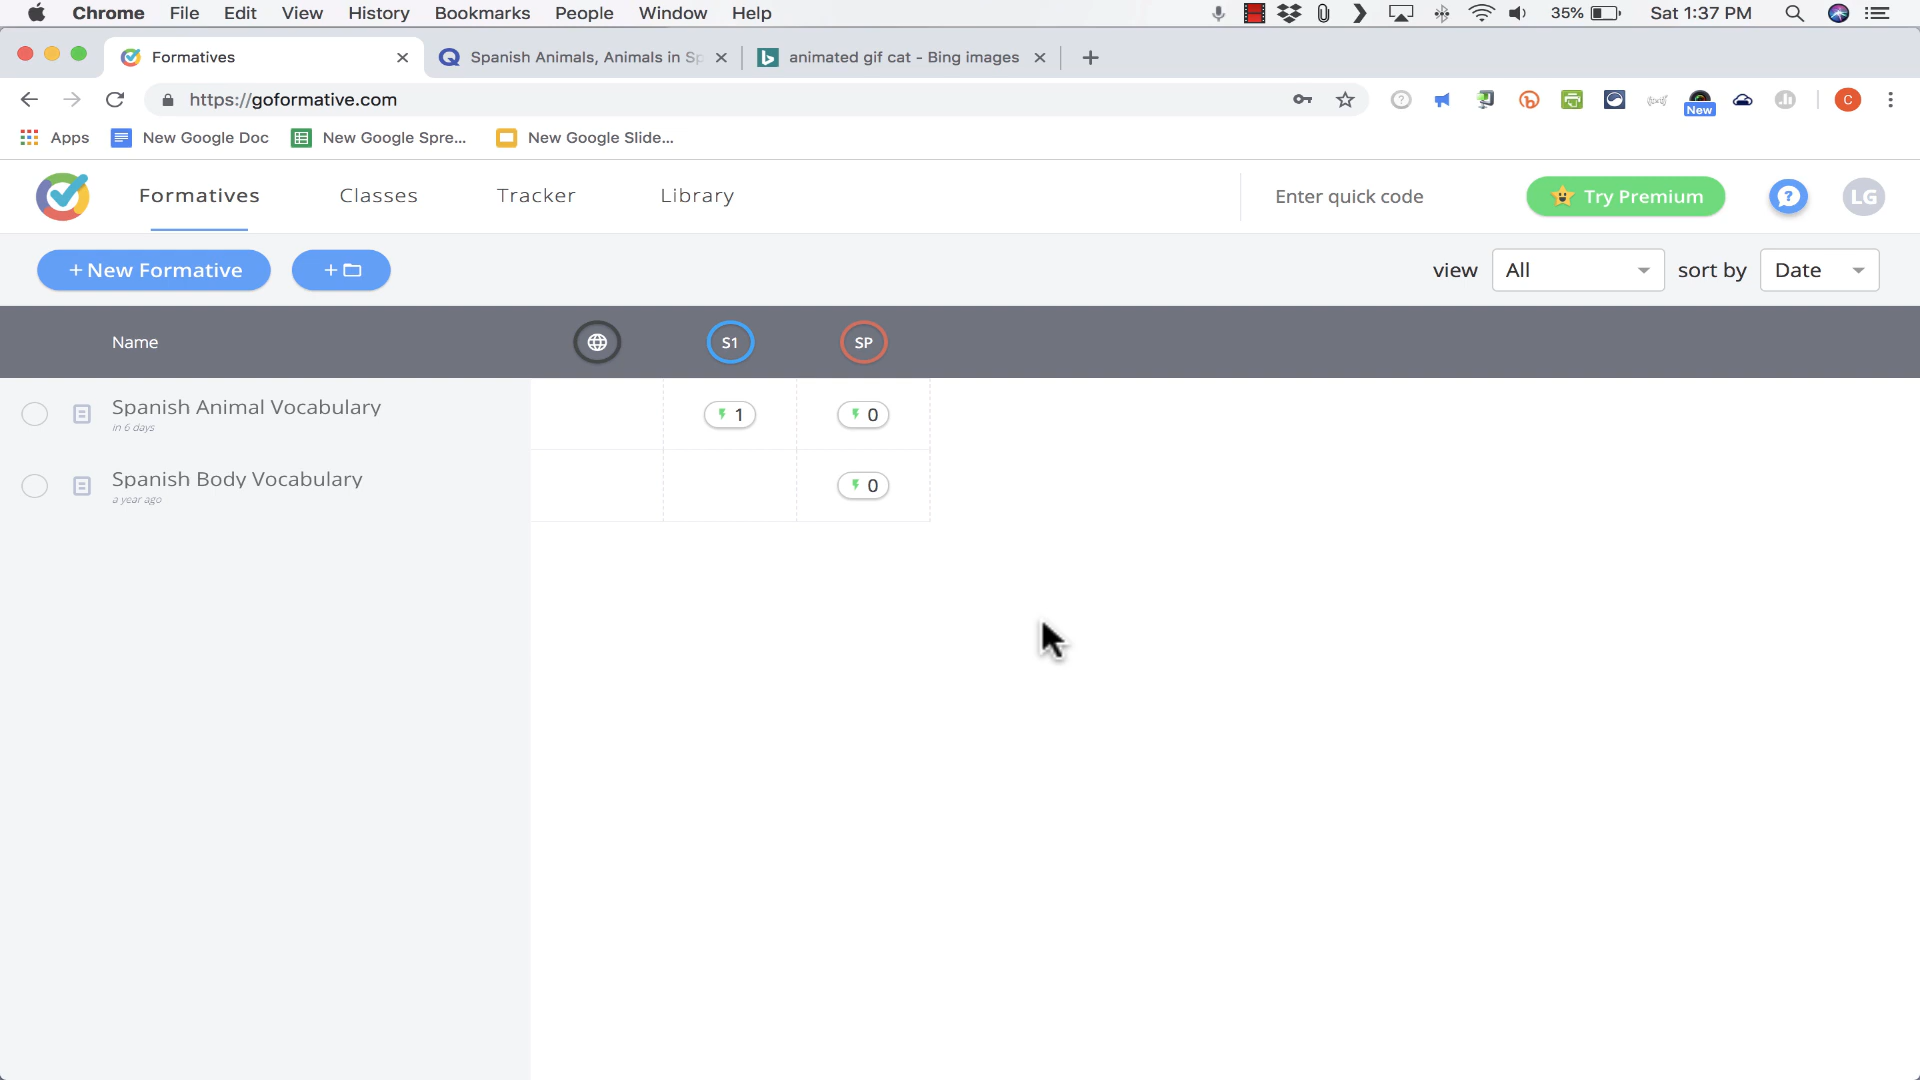 Chrome File Edit View History Bookmarks People Window Help 35% Sat 1:37 PM
Formatives Spanish Animals, Animals in Sp animated gif cat - Bing images
https://goformative.com New C
Apps New Google Doc New Google Spre... New Google Slide...
Formatives Classes Tracker Library Enter quick code Try Premium ? LG
+ New Formative + view All sort by Date
Name S1 SP
Spanish Animal Vocabulary 1 0
in 6 days
Spanish Body Vocabulary 0
a year ago